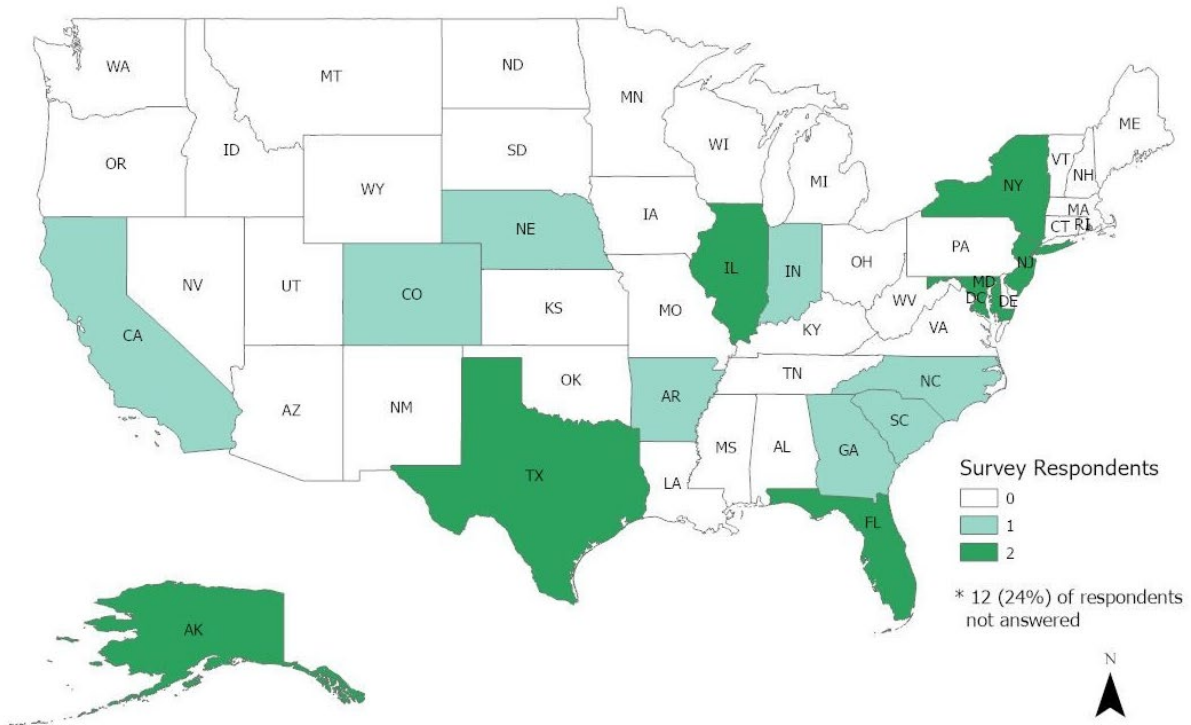 WA
MT
ND
MN
ME
OR
ID
SD
WI
VT
NH
WY
MI
NY
MA
CT
RI
IA
NE
PA
NJ
NV
UT
CO
IL
IN
OH
MD
DC
DE
CA
KS
MO
WV
VA
KY
AZ
NM
OK
AR
TN
NC
SC
MS
AL
GA
TX
LA
FL
AK
Survey Respondents
0
1
2
* 12 (24%) of respondents
not answered
N